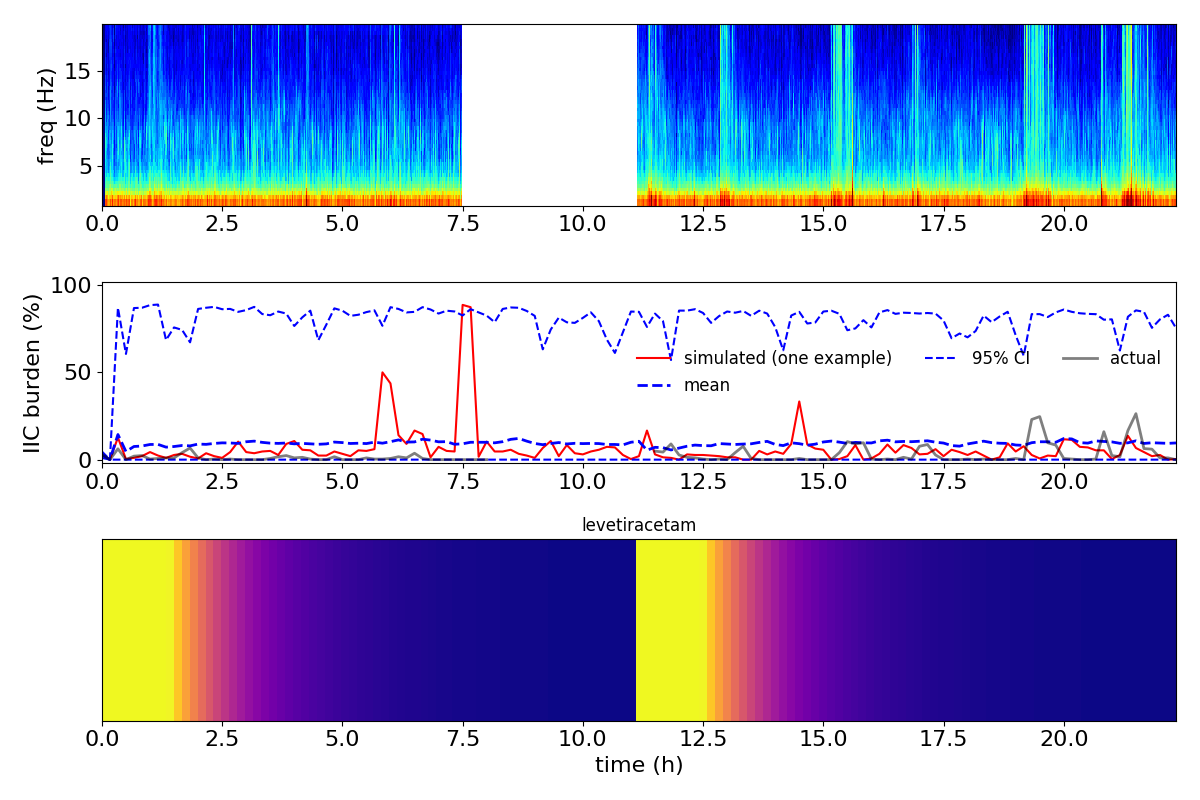 freq (Hz)
15
10
5
0.0 2.5 5.0 7.5 10.0 12.5 15.0 17.5 20.0
IIC burden (%)
100
50
0
simulated (one example) 95% CI actual
mean
0.0 2.5 5.0 7.5 10.0 12.5 15.0 17.5 20.0
levetiracetam
0.0 2.5 5.0 7.5 10.0 12.5 15.0 17.5 20.0
time (h)